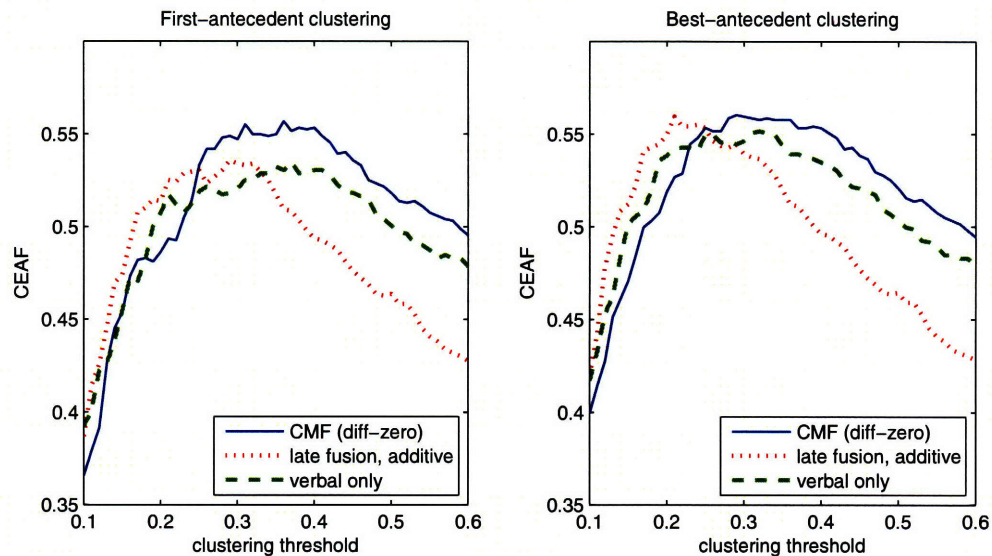 First−antecedent clustering
0.55
0.5
0.45
0.4
0.35
CEAF
0.1 0.2 0.3 0.4 0.5 0.6
clustering threshold
CMF (diff−zero)
late fusion, additive
verbal only
Best−antecedent clustering
0.55
0.5
0.45
0.4
0.35
CEAF
0.1 0.2 0.3 0.4 0.5 0.6
clustering threshold
CMF (diff−zero)
late fusion, additive
verbal only